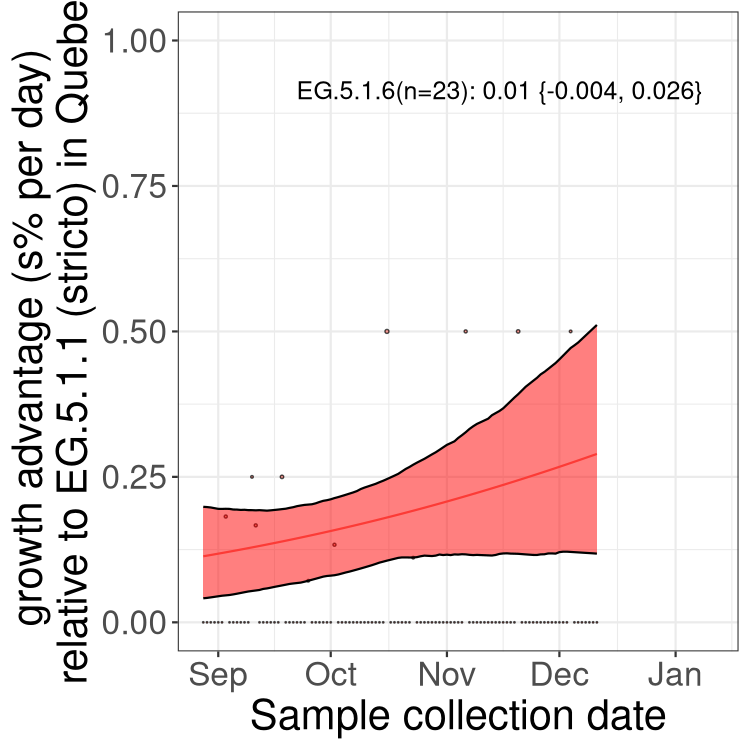 growth advantage (s% per day)
relative to EG.5.1.1 (stricto) in Quebe
1.00
0.75
0.50
0.25
0.00
EG.5.1.6(n=23): 0.01 {-0.004, 0.026}
Sep Oct Nov Dec Jan
Sample collection date